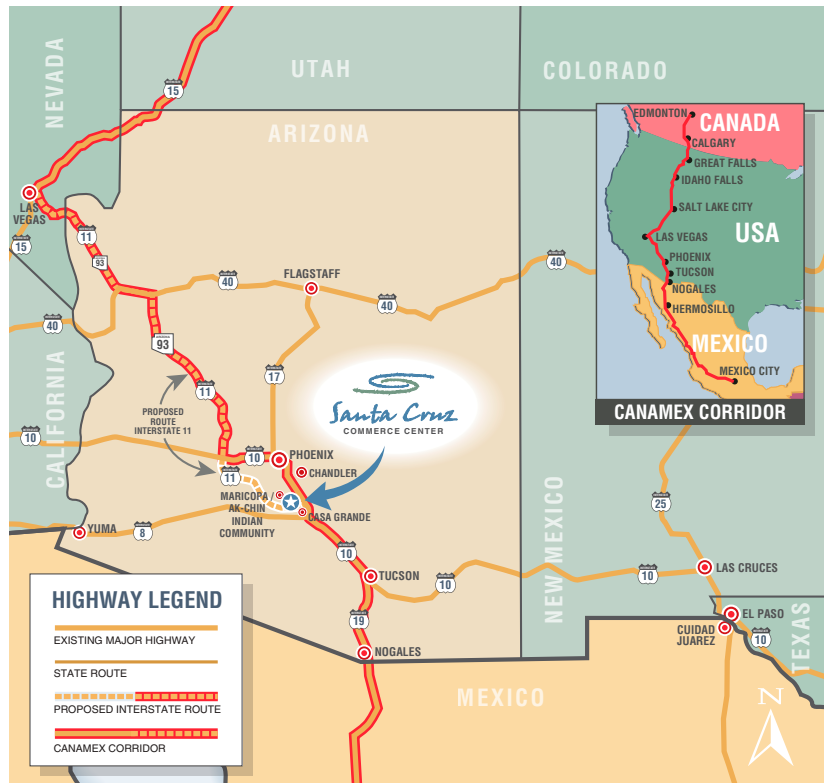 NEVADA
UTAH
COLORADO
ARIZONA
15
LAS
VEGAS
15
11
93
40
FLAGSTAFF
40
40
40
93
11
17
PROPOSED
ROUTE
INTERSTATE 11
CALIFORNIA
10
Santa Cruz
COMMERCE CENTER
10
PHOENIX
CHANDLER
11
MARICOPA /
AK-CHIN
INDIAN
COMMUNITY
CASA GRANDE
YUMA
8
10
TUCSON
10
19
NOGALES
NEW MEXICO
25
10
LAS CRUCES
EL PASO
CUIDAD
JUAREZ
10
TEXAS
MEXICO
N
EDMONTON
CANADA
CALGARY
GREAT FALLS
IDAHO FALLS
SALT LAKE CITY
USA
LAS VEGAS
PHOENIX
TUCSON
NOGALES
HERMOSILLO
MEXICO
MEXICO CITY
CANAMEX CORRIDOR
HIGHWAY LEGEND
EXISTING MAJOR HIGHWAY
STATE ROUTE
PROPOSED INTERSTATE ROUTE
CANAMEX CORRIDOR